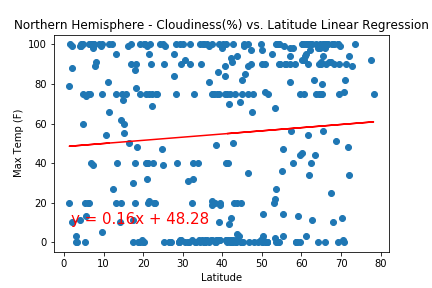 Northern Hemisphere - Cloudiness(%) vs. Latitude Linear Regression
Max Temp (F)
100
80
60
40
20
0
y = 0.16x + 48.28
0 10 20 30 40 50 60 70 80
Latitude